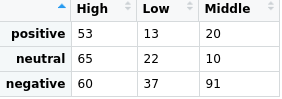 High Low Middle
positive 53 13 20
neutral 65 22 10
negative 60 37 91